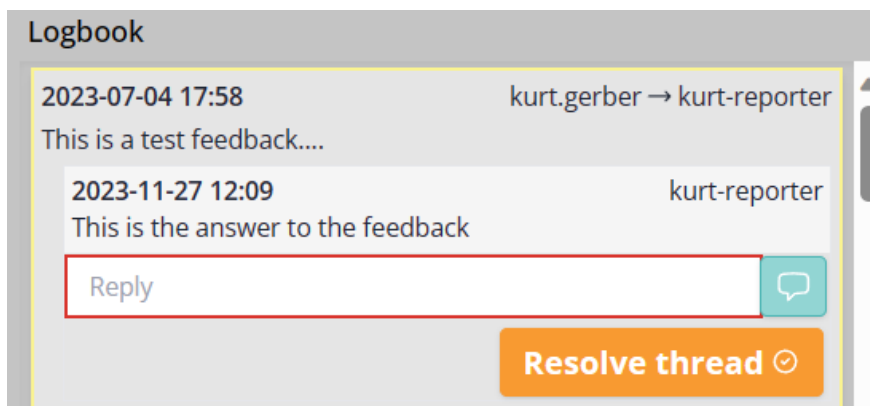 Logbook
2023-07-04 17:58 kurt.gerber → kurt-reporter
This is a test feedback....
2023-11-27 12:09 kurt-reporter
This is the answer to the feedback
Reply
Resolve thread